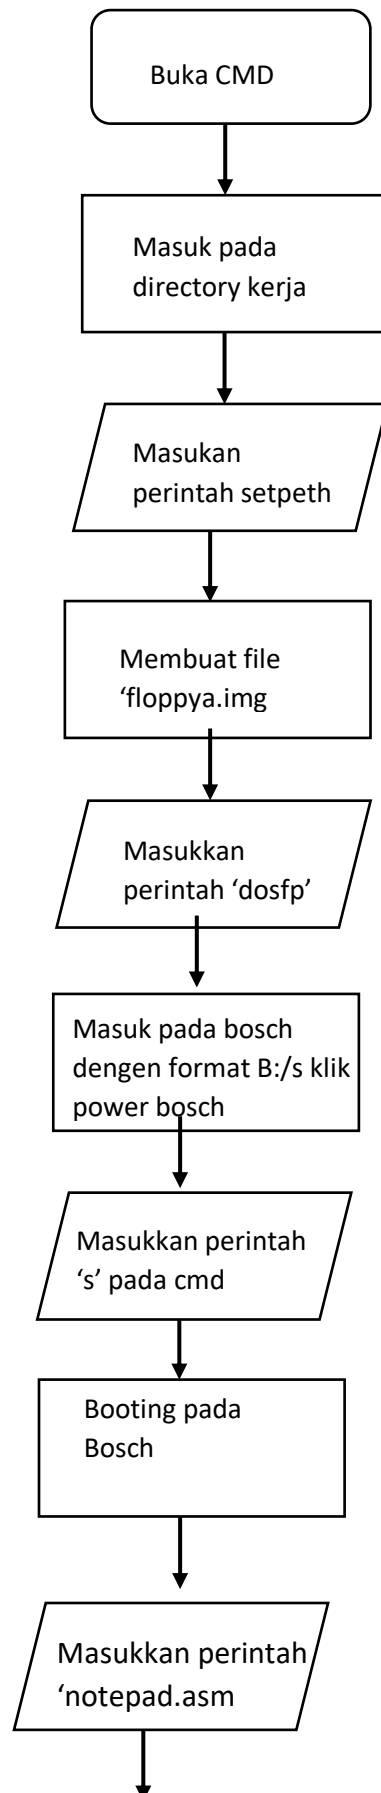 Buka CMD
Masuk pada
directory kerja
Masukan
perintah setpeth
Membuat file
‘floppya.img
Masukkan
perintah ‘dosfp’
Masuk pada bosch
dengen format B:/s klik
power bosch
Masukkan perintah
‘s’ pada cmd
Booting pada
Bosch
Masukkan perintah
‘notepad.asm